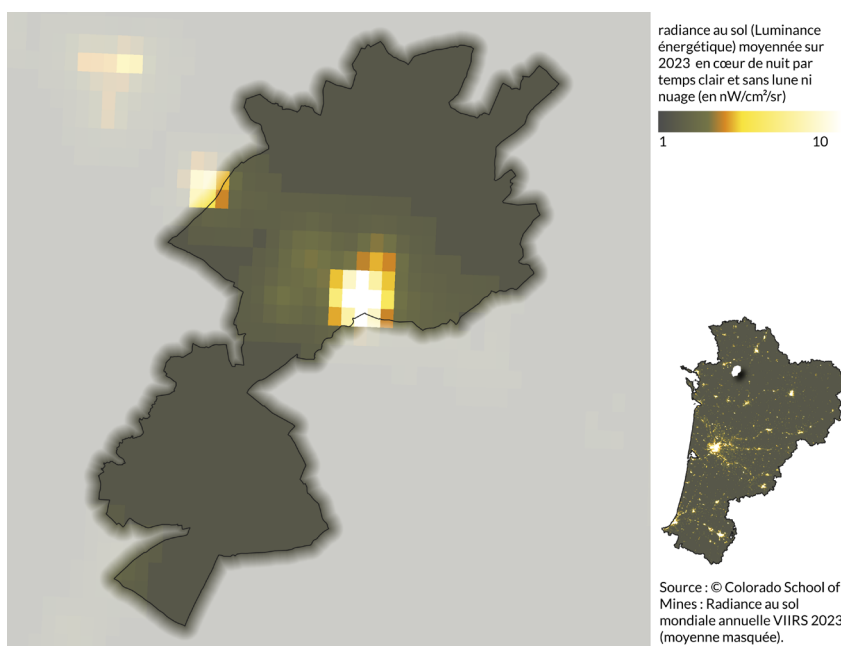 radiance au sol (Luminance
énergétique) moyennée sur
2023 en cœur de nuit par
temps clair et sans lune ni
nuage (en nW/cm²/sr)
1 10
Source : © Colorado School of
Mines : Radiance au sol
mondiale annuelle VIIRS 2023
(moyenne masquée).